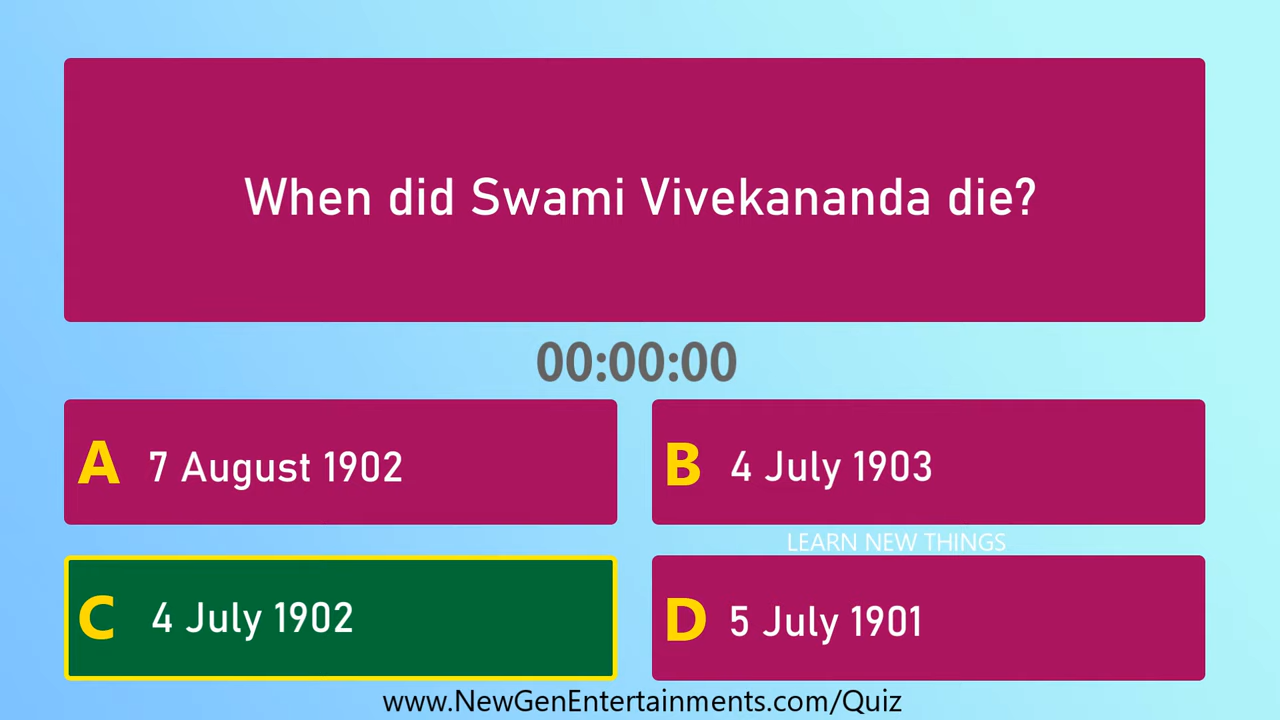 When did Swami Vivekananda die?
00:00:00
A 7 August 1902
B 4 July 1903
LEARN NEW THINGS
C 4 July 1902
D 5 July 1901
www.NewGenEntertainments.com/Quiz